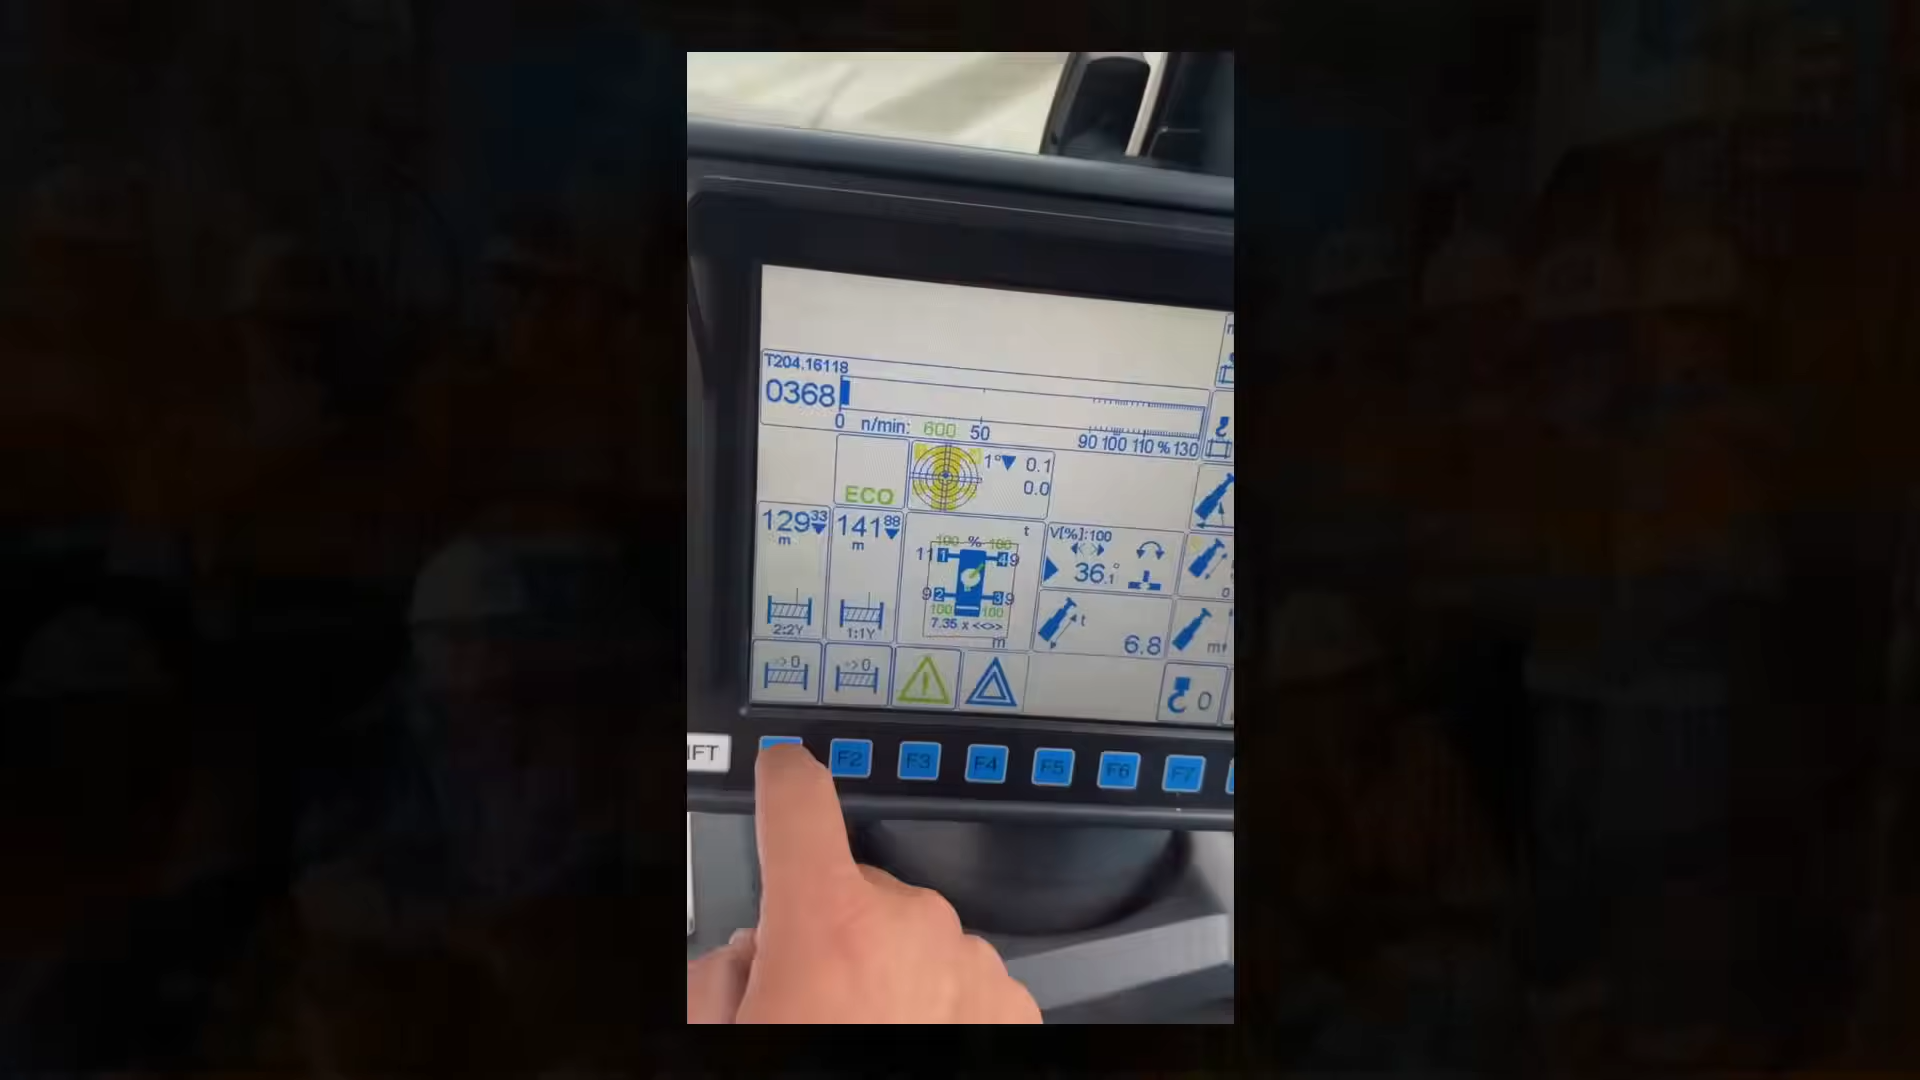 T204.16118
0368
0 n/min: 600 50 90 100 110 % 130
1° 0.1
0.0
ECO
129 33 141 88
m m
t
100 % 100
11 1 4 9
9 2 3 9
100 100
7.35 x <<>>
m
V[%]:100
36.1°
t
6.8
m
2:2Y 1:1Y
->0 ->0
0
IFT F2 F3 F4 F5 F6 F7